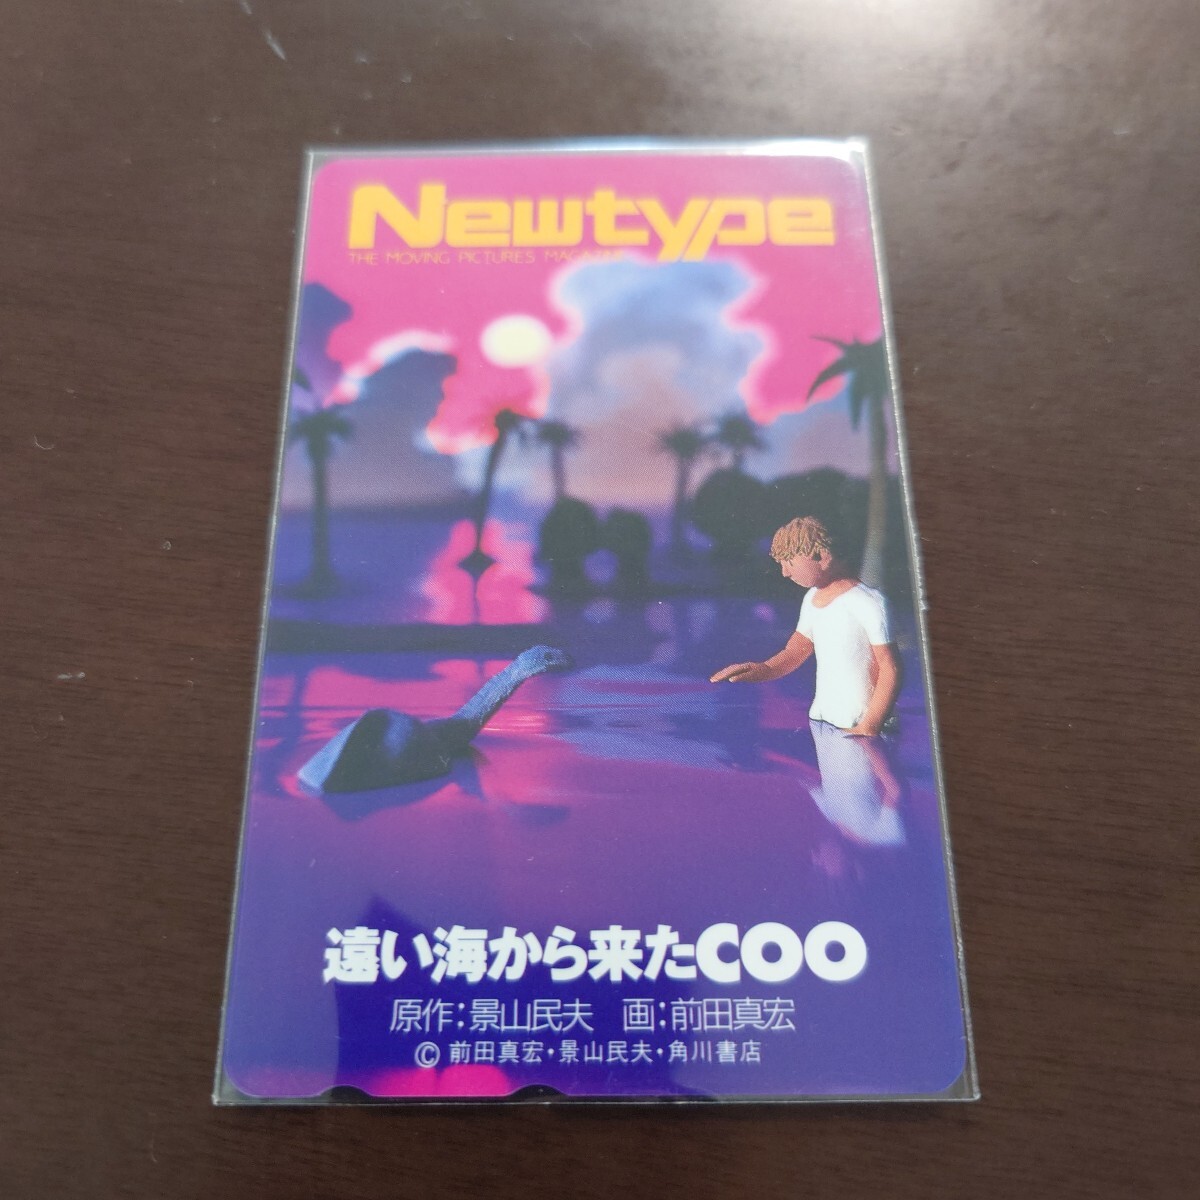 Newtype
THE MOVING PICTURES MAGAZINE
遠い海から来たCOO
原作:景山民夫 画:前田真宏
© 前田真宏・景山民夫・角川書店